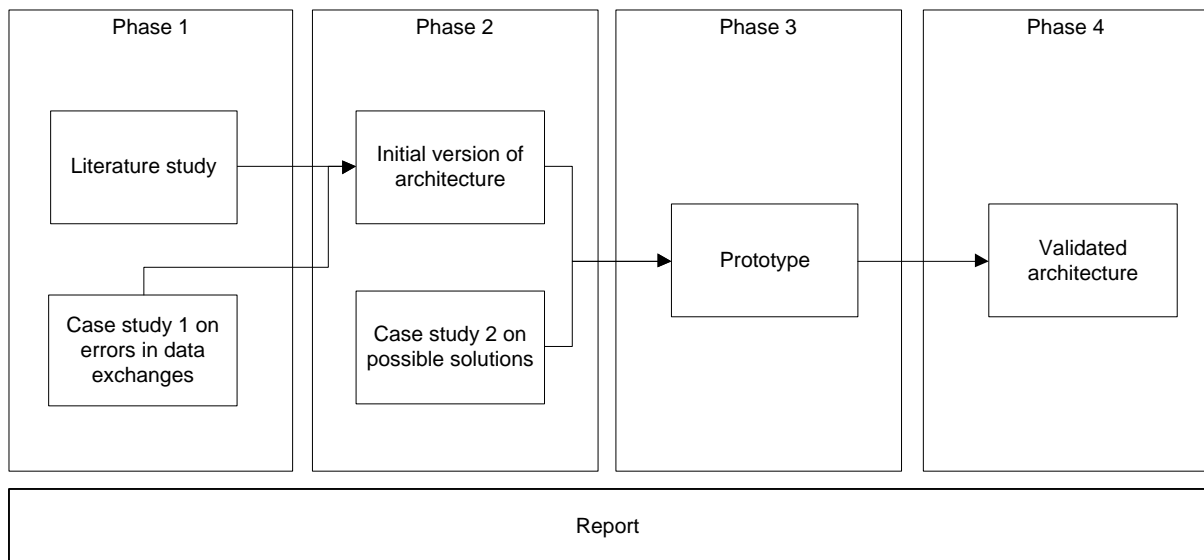 Phase 1
Literature study
Case study 1 on
errors in data
exchanges
Phase 2
Initial version of
architecture
Case study 2 on
possible solutions
Phase 3
Prototype
Phase 4
Validated
architecture
Report